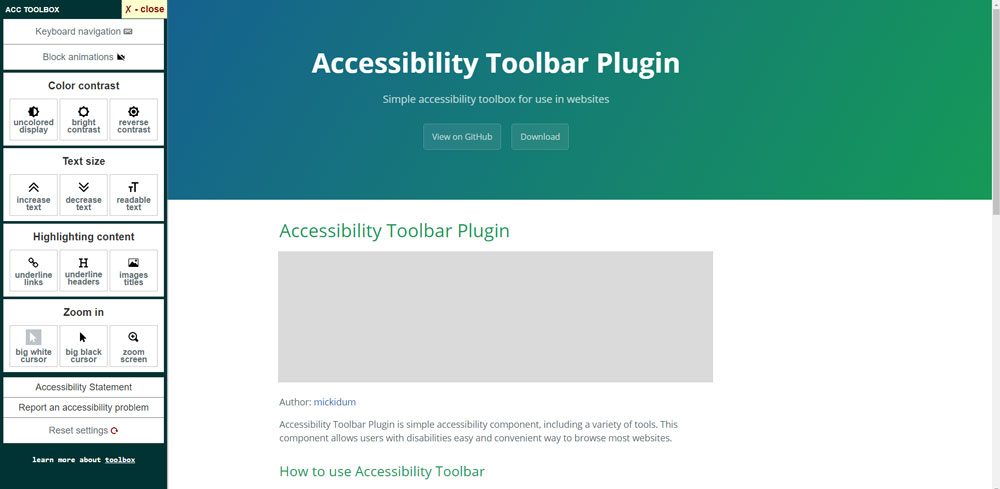 ACC TOOLBOX
X - close
Keyboard navigation
Block animations
Color contrast
uncolored display
bright contrast
reverse contrast
Text size
increase text
decrease text
readable text
Highlighting content
underline links
underline headers
images titles
Zoom in
big white cursor
big black cursor
zoom screen
Accessibility Statement
Report an accessibility problem
Reset settings
learn more about toolbox
Accessibility Toolbar Plugin
Simple accessibility toolbox for use in websites
View on GitHub
Download
Accessibility Toolbar Plugin
Author: mickidum
Accessibility Toolbar Plugin is simple accessibility component, including a variety of tools. This
component allows users with disabilities easy and convenient way to browse most websites.
How to use Accessibility Toolbar